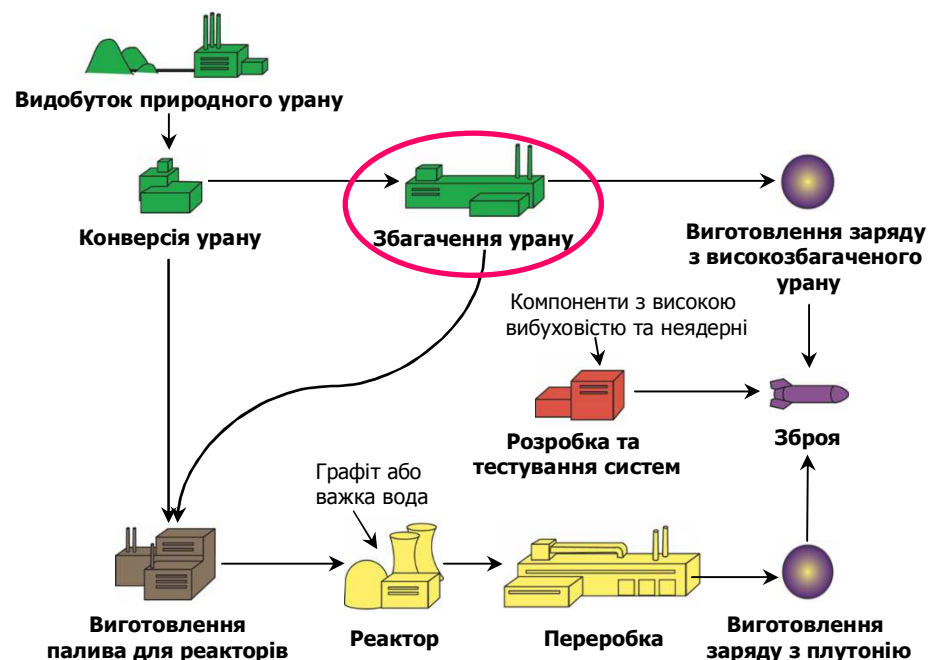 Видобуток природного урану
Конверсія урану
Збагачення урану
Виготовлення заряду
з високозбагаченого
урану
Компоненти з високою
вибуховістю та неядерні
Розробка та
тестування систем
Зброя
Графіт або
важка вода
Виготовлення
палива для реакторів
Реактор
Переробка
Виготовлення
заряду з плутонію